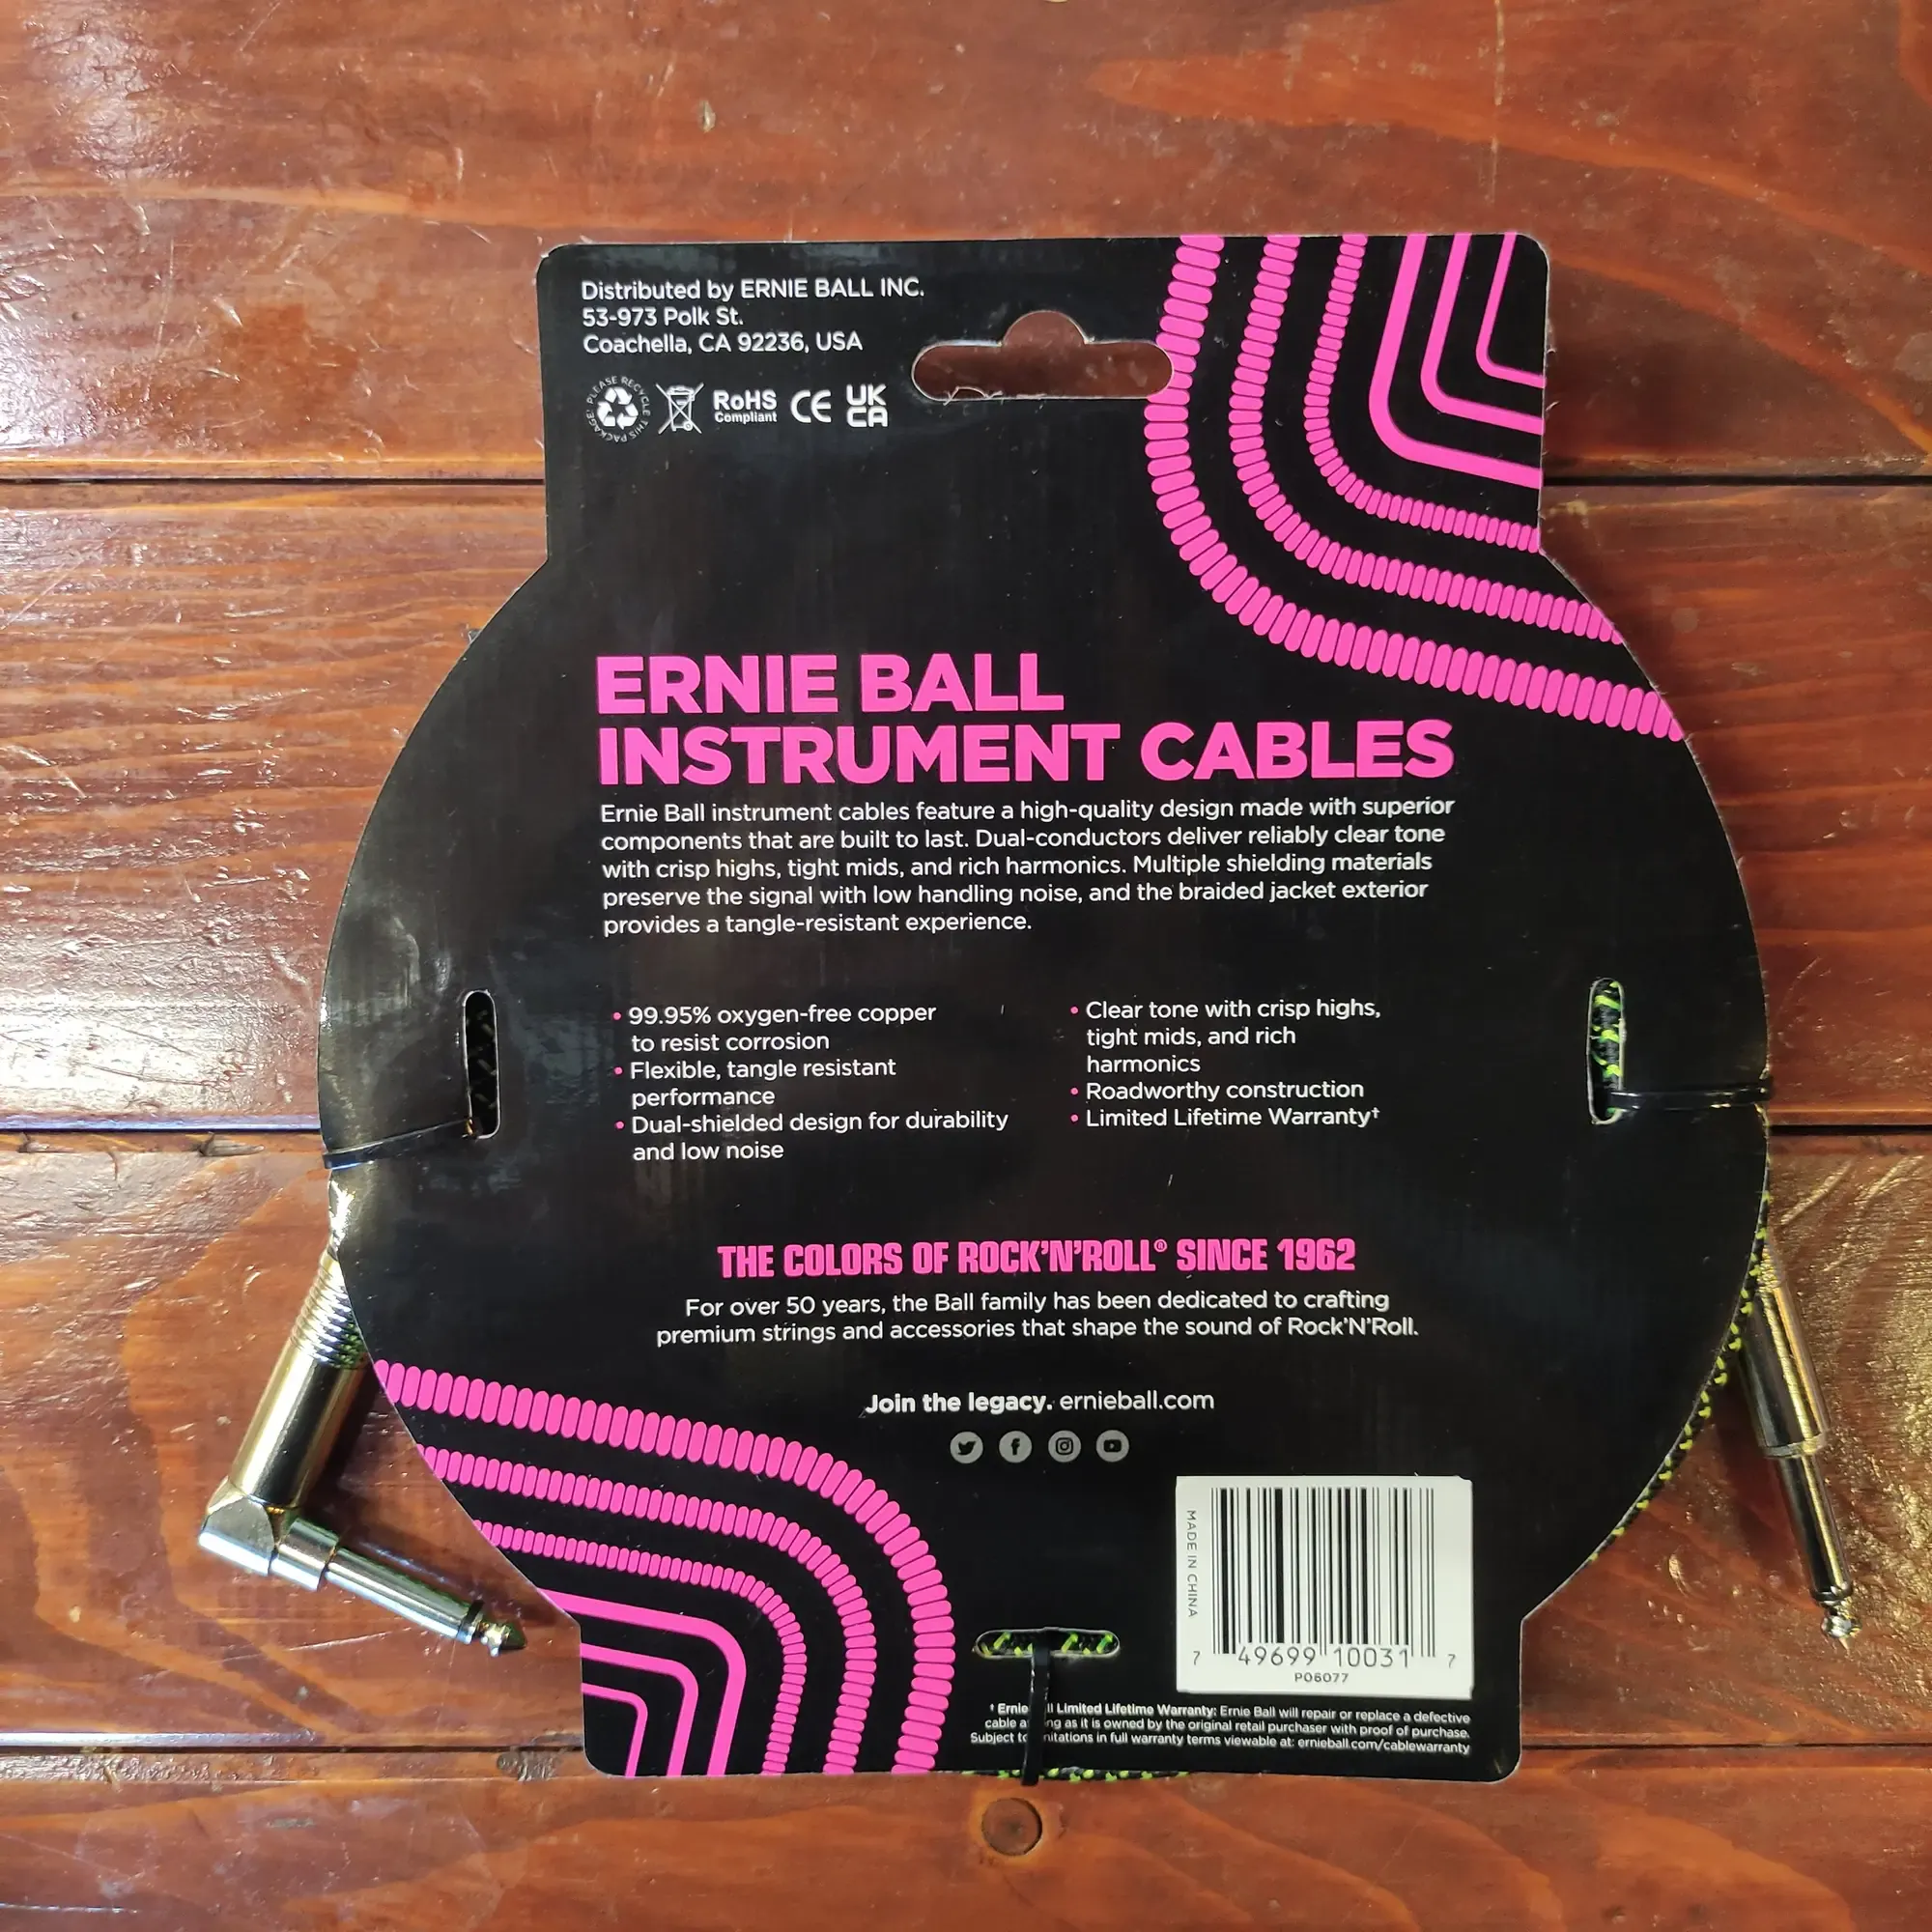 Distributed by ERNIE BALL INC.
53-973 Polk St.
Coachella, CA 92236, USA
PLEASE RECYCLE THIS PACKAGE!
RoHS
Compliant
CE
UK
CA
ERNIE BALL
INSTRUMENT CABLES
Ernie Ball instrument cables feature a high-quality design made with superior
components that are built to last. Dual-conductors deliver reliably clear tone
with crisp highs, tight mids, and rich harmonics. Multiple shielding materials
preserve the signal with low handling noise, and the braided jacket exterior
provides a tangle-resistant experience.
• 99.95% oxygen-free copper
to resist corrosion
• Flexible, tangle resistant
performance
• Dual-shielded design for durability
and low noise
• Clear tone with crisp highs,
tight mids, and rich
harmonics
• Roadworthy construction
• Limited Lifetime Warranty†
THE COLORS OF ROCK'N'ROLL® SINCE 1962
For over 50 years, the Ball family has been dedicated to crafting
premium strings and accessories that shape the sound of Rock'N'Roll.
Join the legacy. ernieball.com
MADE IN CHINA
7 49699 10031 7
P06077
† Ernie Limited Lifetime Warranty: Ernie Ball will repair or replace a defective
cable as it is owned by the original retail purchaser with proof of purchase.
Subject in full warranty terms viewable at: ernieball.com/cablewarranty